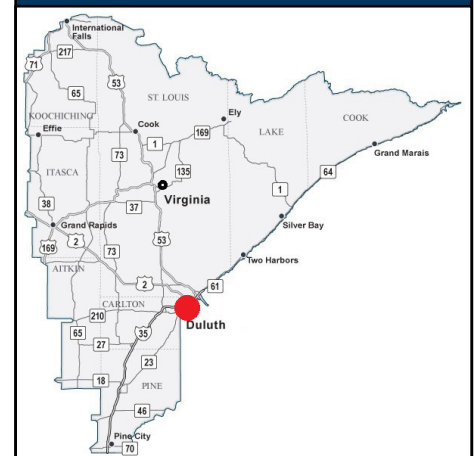 International
Falls
217
71
53
65
ST. LOUIS
KOOCHICHING
Ely
COOK
Effie
Cook
169
LAKE
1
73
Grand Marais
135
64
ITASCA
Virginia
1
38
37
Silver Bay
Grand Rapids
53
2
73
169
Two Harbors
AITKIN
2
61
CARLTON
210
Duluth
65
35
27
23
18
PINE
46
Pine City
70